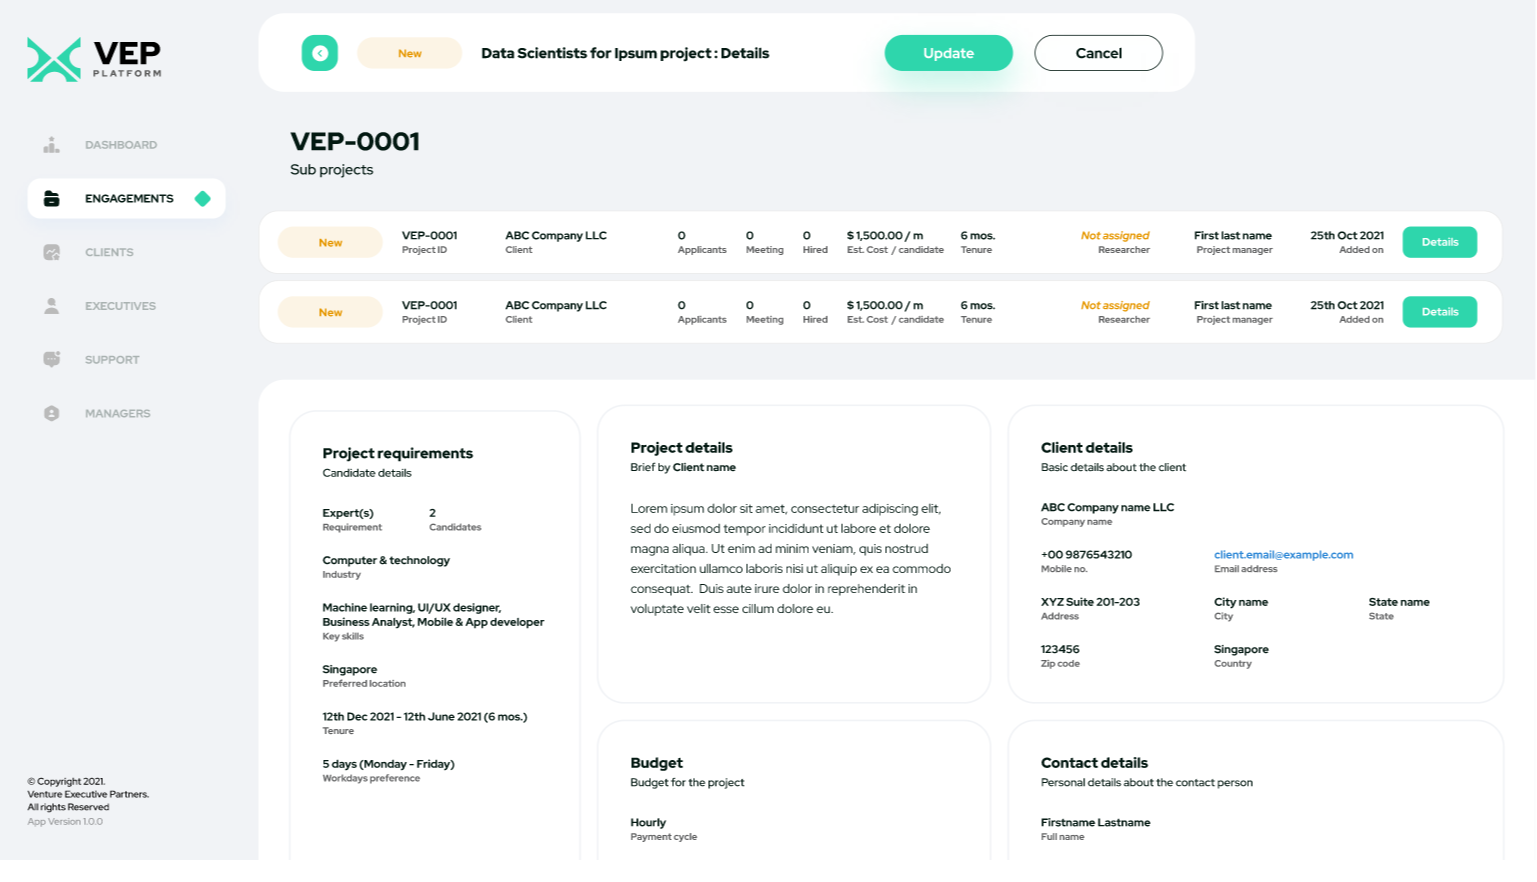 VEP
PLATFORM
New
Data Scientists for Ipsum project : Details
Update
Cancel
DASHBOARD
ENGAGEMENTS
CLIENTS
EXECUTIVES
SUPPORT
MANAGERS
© Copyright 2021.
Venture Executive Partners.
All rights Reserved
App Version 1.0.0
VEP-0001
Sub projects
New
VEP-0001
Project ID
ABC Company LLC
Client
0
Applicants
0
Meeting
0
Hired
$ 1,500.00 / m
Est. Cost / candidate
6 mos.
Tenure
Not assigned
Researcher
First last name
Project manager
25th Oct 2021
Added on
Details
New
VEP-0001
Project ID
ABC Company LLC
Client
0
Applicants
0
Meeting
0
Hired
$ 1,500.00 / m
Est. Cost / candidate
6 mos.
Tenure
Not assigned
Researcher
First last name
Project manager
25th Oct 2021
Added on
Details
Project requirements
Candidate details
Expert(s)
Requirement
2
Candidates
Computer & technology
Industry
Machine learning, UI/UX designer,
Business Analyst, Mobile & App developer
Key skills
Singapore
Preferred location
12th Dec 2021 - 12th June 2021 (6 mos.)
Tenure
5 days (Monday - Friday)
Workdays preference
Project details
Brief by Client name
Lorem ipsum dolor sit amet, consectetur adipiscing elit,
sed do eiusmod tempor incididunt ut labore et dolore
magna aliqua. Ut enim ad minim veniam, quis nostrud
exercitation ullamco laboris nisi ut aliquip ex ea commodo
consequat. Duis aute irure dolor in reprehenderit in
voluptate velit esse cillum dolore eu.
Budget
Budget for the project
Hourly
Payment cycle
Client details
Basic details about the client
ABC Company name LLC
Company name
+00 9876543210
Mobile no.
client.email@example.com
Email address
XYZ Suite 201-203
Address
City name
City
State name
State
123456
Zip code
Singapore
Country
Contact details
Personal details about the contact person
Firstname Lastname
Full name